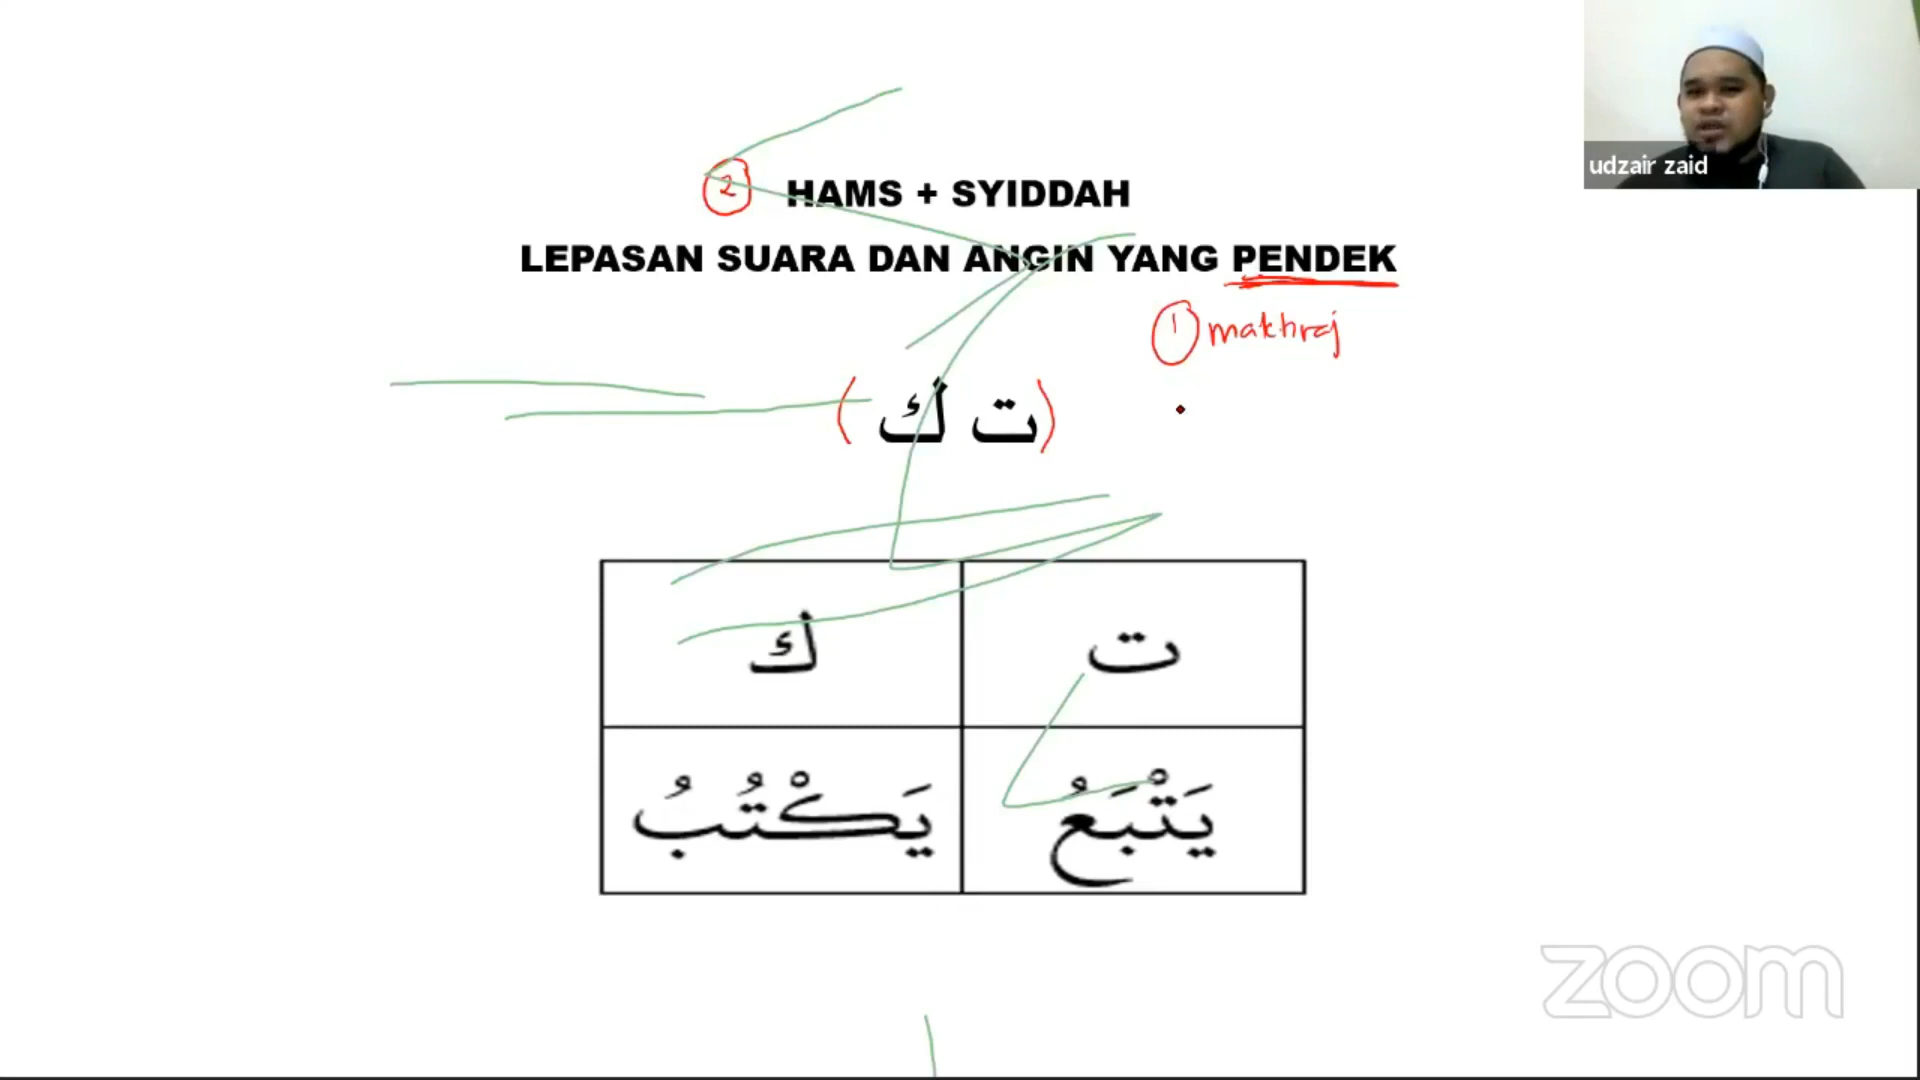 udzair zaid
2 HAMS + SYIDDAH
LEPASAN SUARA DAN ANGIN YANG PENDEK
1 makhraj
(ت ك)
ت ك
يَتْبَعُ يَكْتُبُ
zoom